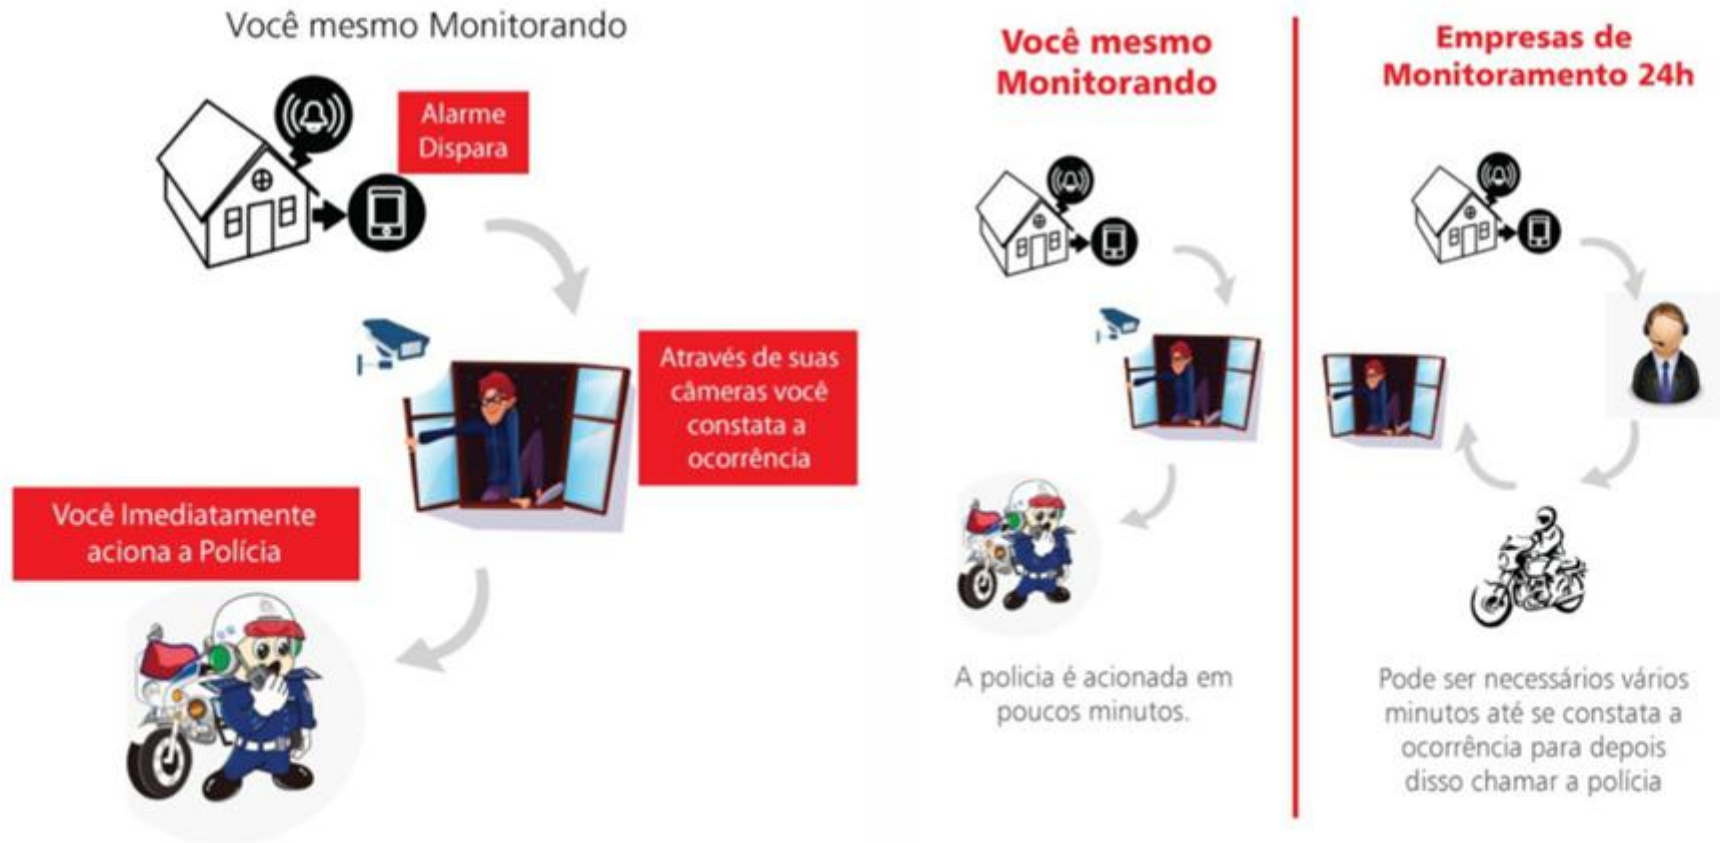 Você mesmo Monitorando
Alarme
Dispara
Através de suas
câmeras você
constata a
ocorrência
Você Imediatamente
aciona a Polícia
Você mesmo
Monitorando
A policia é acionada em
poucos minutos.
Empresas de
Monitoramento 24h
Pode ser necessários vários
minutos até se constata a
ocorrência para depois
disso chamar a polícia